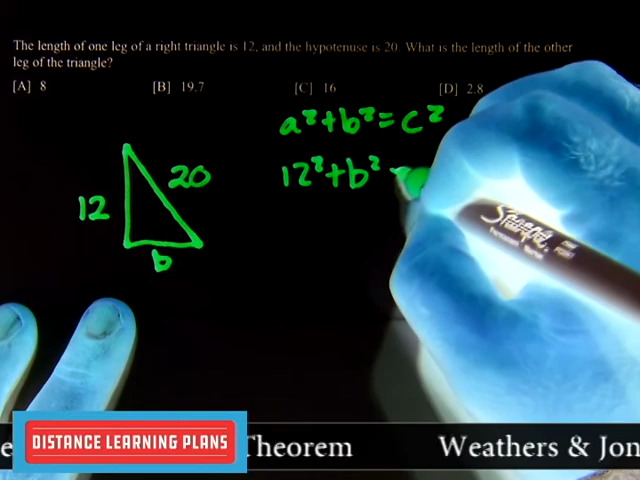 The length of one leg of a right triangle is 12, and the hypotenuse is 20. What is the length of the other
leg of the triangle?
[A] 8 [B] 19.7 [C] 16 [D] 2.8
a² + b² = c²
12² + b²
12
20
b
Sharpie
DISTANCE LEARNING PLANS
Theorem Weathers & Jon